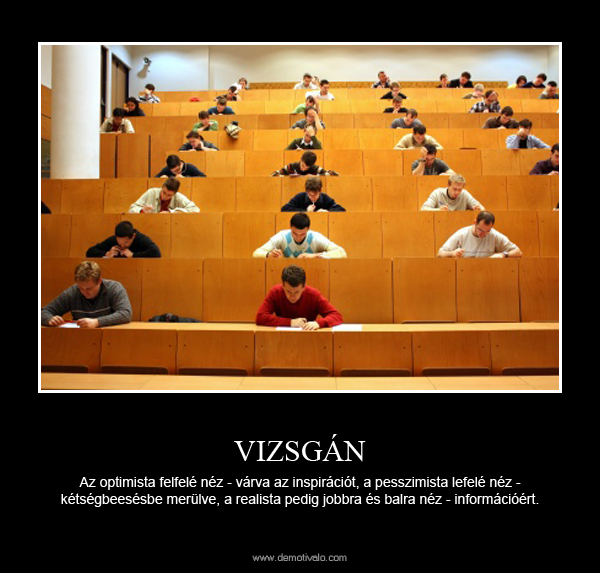 VIZSGÁN
Az optimista felfelé néz - várva az inspirációt, a pesszimista lefelé néz -
kétségbeesésbe merülve, a realista pedig jobbra és balra néz - információért.
www.demotivalo.com